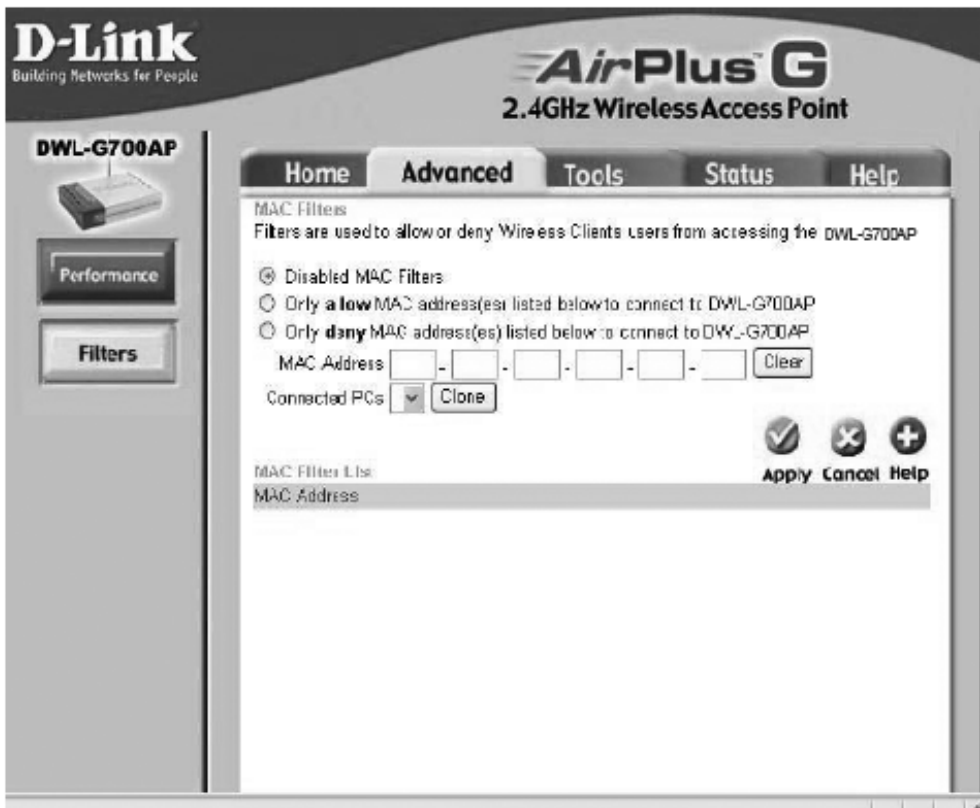 D-Link
Building Networks for People
AirPlus G
2.4GHz Wireless Access Point
DWL-G700AP
Home Advanced Tools Status Help
MAC Filters
Filters are used to allow or deny Wireless Clients users from accessing the DWL-G700AP
Performance
Disabled MAC Filters
Only allow MAC address(es) listed below to connect to DWL-G700AP
Only deny MAC address(es) listed below to connect to DWL-G700AP
Filters
MAC Address - - - - - Clear
Connected PCs Clone
Apply Cancel Help
MAC Filter List
MAC Address